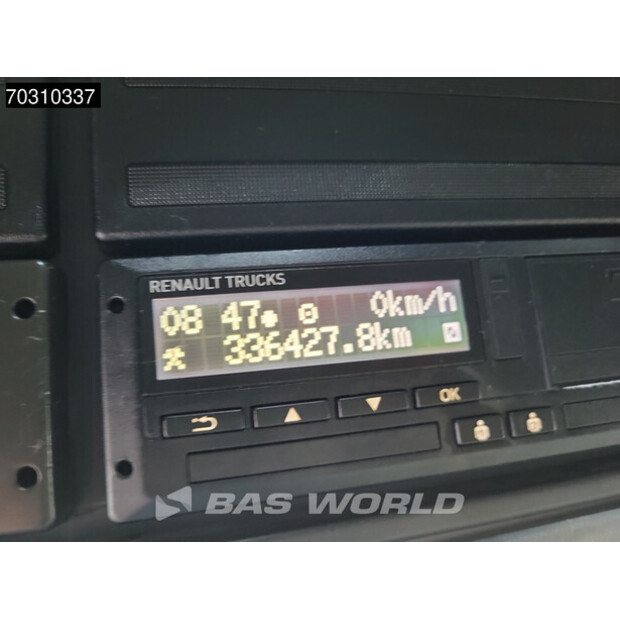 70310337
RENAULT TRUCKS
08 47 0km/h
336427.8km
OK
BAS WORLD